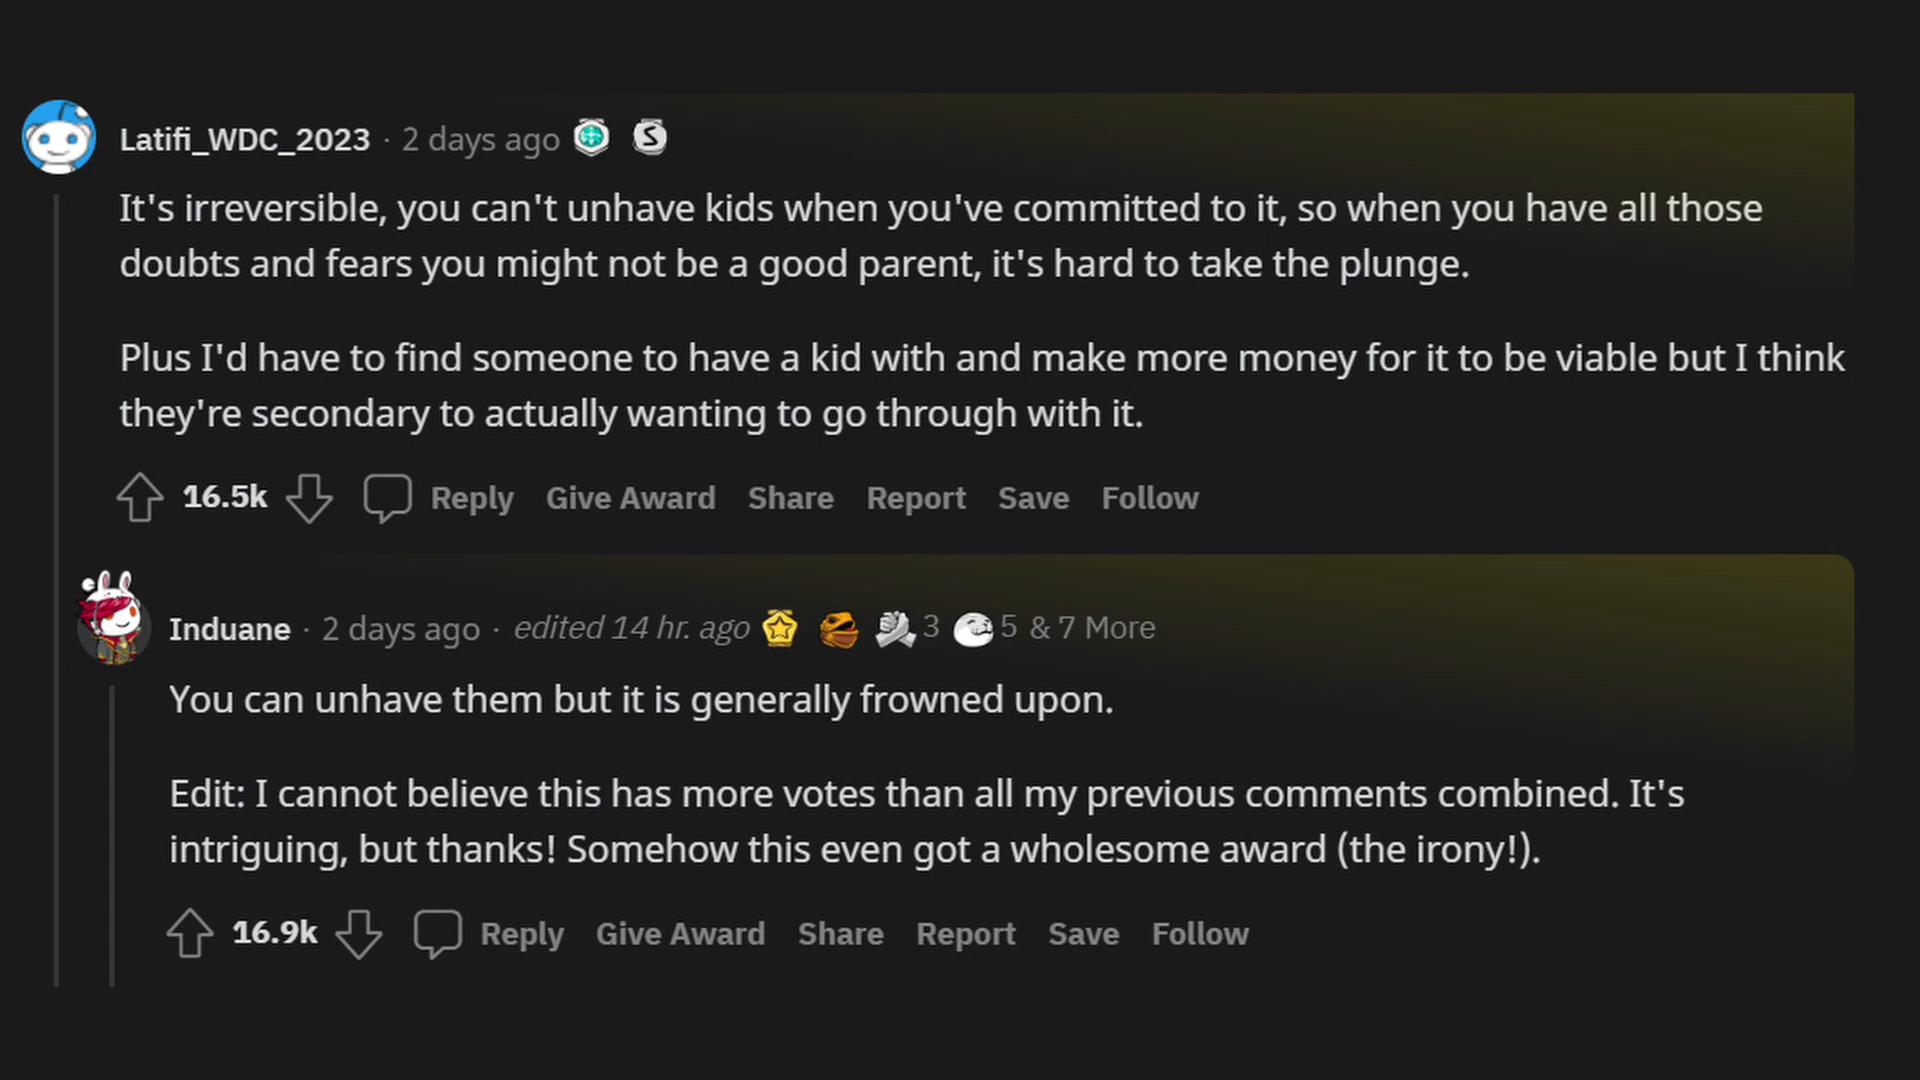 Latifi_WDC_2023 · 2 days ago
It's irreversible, you can't unhave kids when you've committed to it, so when you have all those
doubts and fears you might not be a good parent, it's hard to take the plunge.
Plus I'd have to find someone to have a kid with and make more money for it to be viable but I think
they're secondary to actually wanting to go through with it.
16.5k Reply Give Award Share Report Save Follow
Induane · 2 days ago · edited 14 hr. ago 3 5 & 7 More
You can unhave them but it is generally frowned upon.
Edit: I cannot believe this has more votes than all my previous comments combined. It's
intriguing, but thanks! Somehow this even got a wholesome award (the irony!).
16.9k Reply Give Award Share Report Save Follow